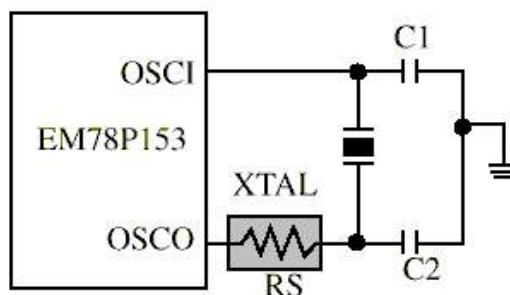 C1
OSCI
EM78P153
XTAL
OSCO
C2
RS